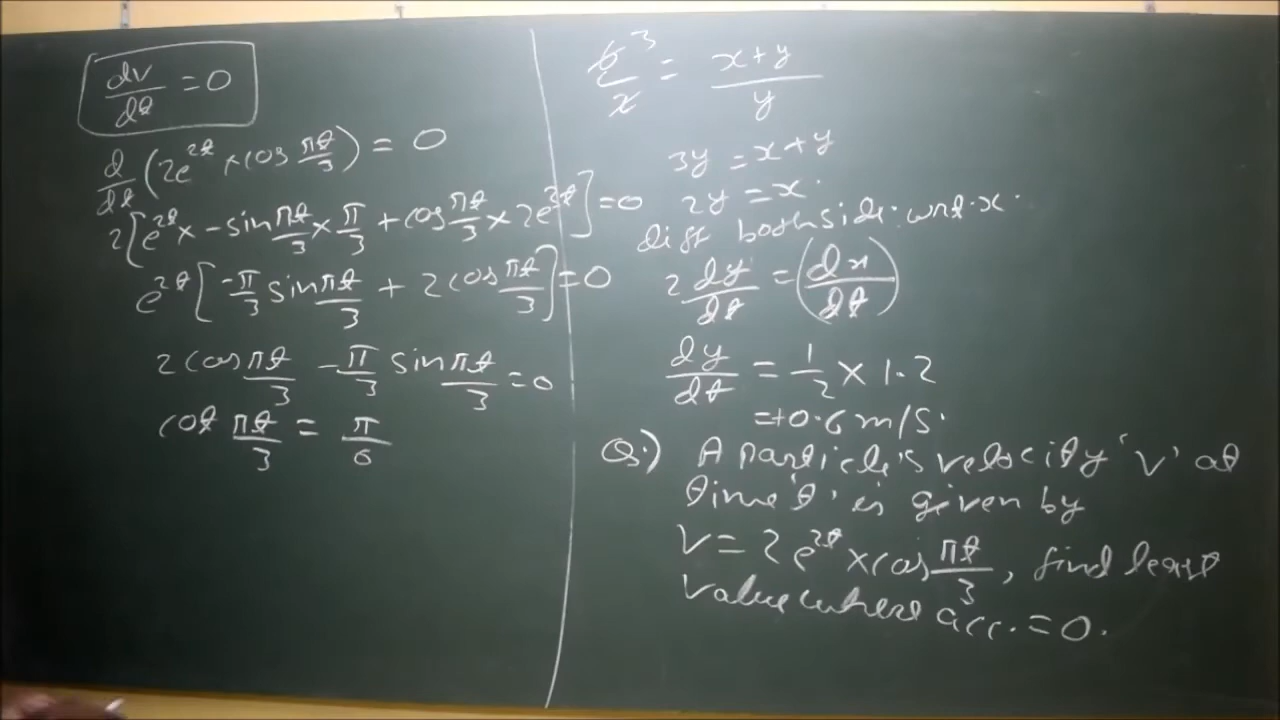 dv/dt = 0
d/dt (2e^2t × cos πt/3) = 0
2[e^2t × -sin πt/3 × π/3 + cos πt/3 × 2e^2t] = 0
e^2t [-π/3 sin πt/3 + 2 cos πt/3] = 0
2 cos πt/3 - π/3 sin πt/3 = 0
cot πt/3 = π/6
6 3/x = x+y/y
3y = x+y
2y = x.
diff both side. wrt. x.
2 dy/dt = (dx/dt)
dy/dt = 1/2 × 1.2
= +0.6 m/s.
Q:) A Particle's velocity 'v' at
time 't' is given by
V = 2e^2t × cos πt/3, find least
value where acc. = 0.